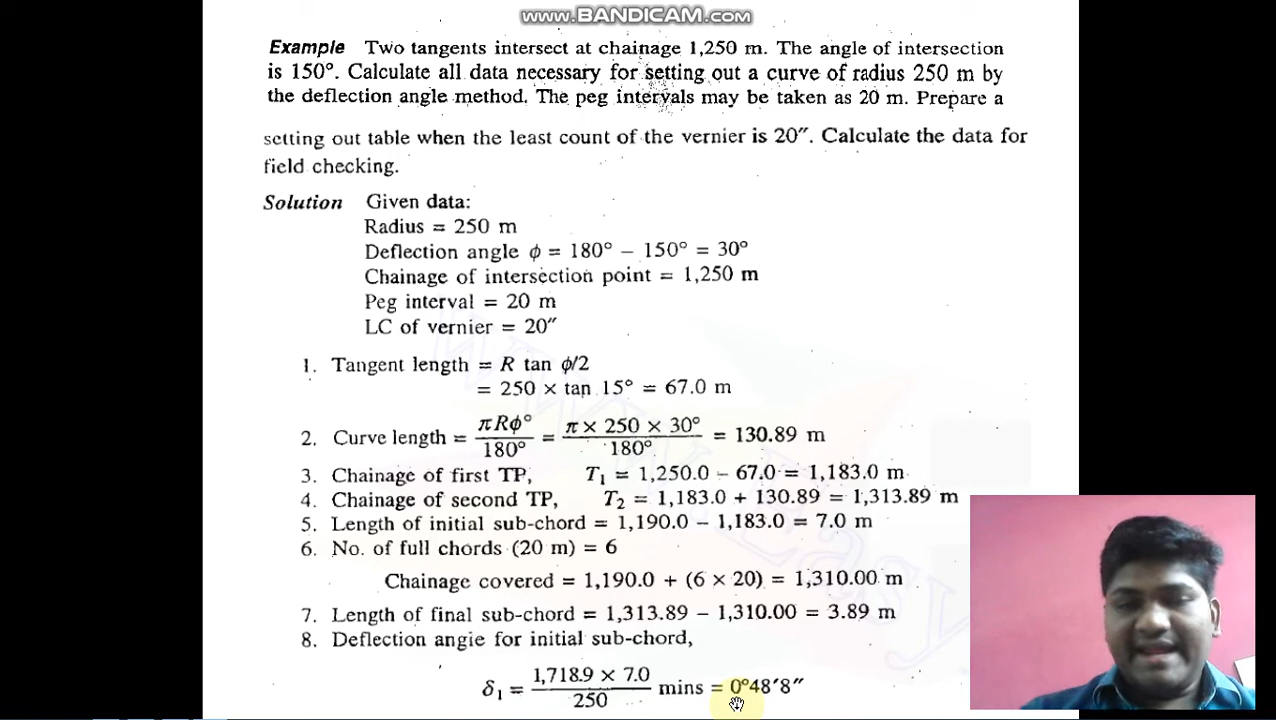 www.BANDICAM.com
Example Two tangents intersect at chainage 1,250 m. The angle of intersection
is 150°. Calculate all data necessary for setting out a curve of radius 250 m by
the deflection angle method. The peg intervals may be taken as 20 m. Prepare a
setting out table when the least count of the vernier is 20″. Calculate the data for
field checking.
Solution Given data:
Radius = 250 m
Deflection angle ϕ = 180° − 150° = 30°
Chainage of intersection point = 1,250 m
Peg interval = 20 m
LC of vernier = 20″
1. Tangent length = R tan ϕ/2
= 250 × tan 15° = 67.0 m
2. Curve length = πRϕ°/180° = π × 250 × 30°/180° = 130.89 m
3. Chainage of first TP, T₁ = 1,250.0 − 67.0 = 1,183.0 m
4. Chainage of second TP, T₂ = 1,183.0 + 130.89 = 1,313.89 m
5. Length of initial sub-chord = 1,190.0 − 1,183.0 = 7.0 m
6. No. of full chords (20 m) = 6
Chainage covered = 1,190.0 + (6 × 20) = 1,310.00 m
7. Length of final sub-chord = 1,313.89 − 1,310.00 = 3.89 m
8. Deflection angie for initial sub-chord,
δ₁ = 1,718.9 × 7.0/250 mins = 0°48′8″